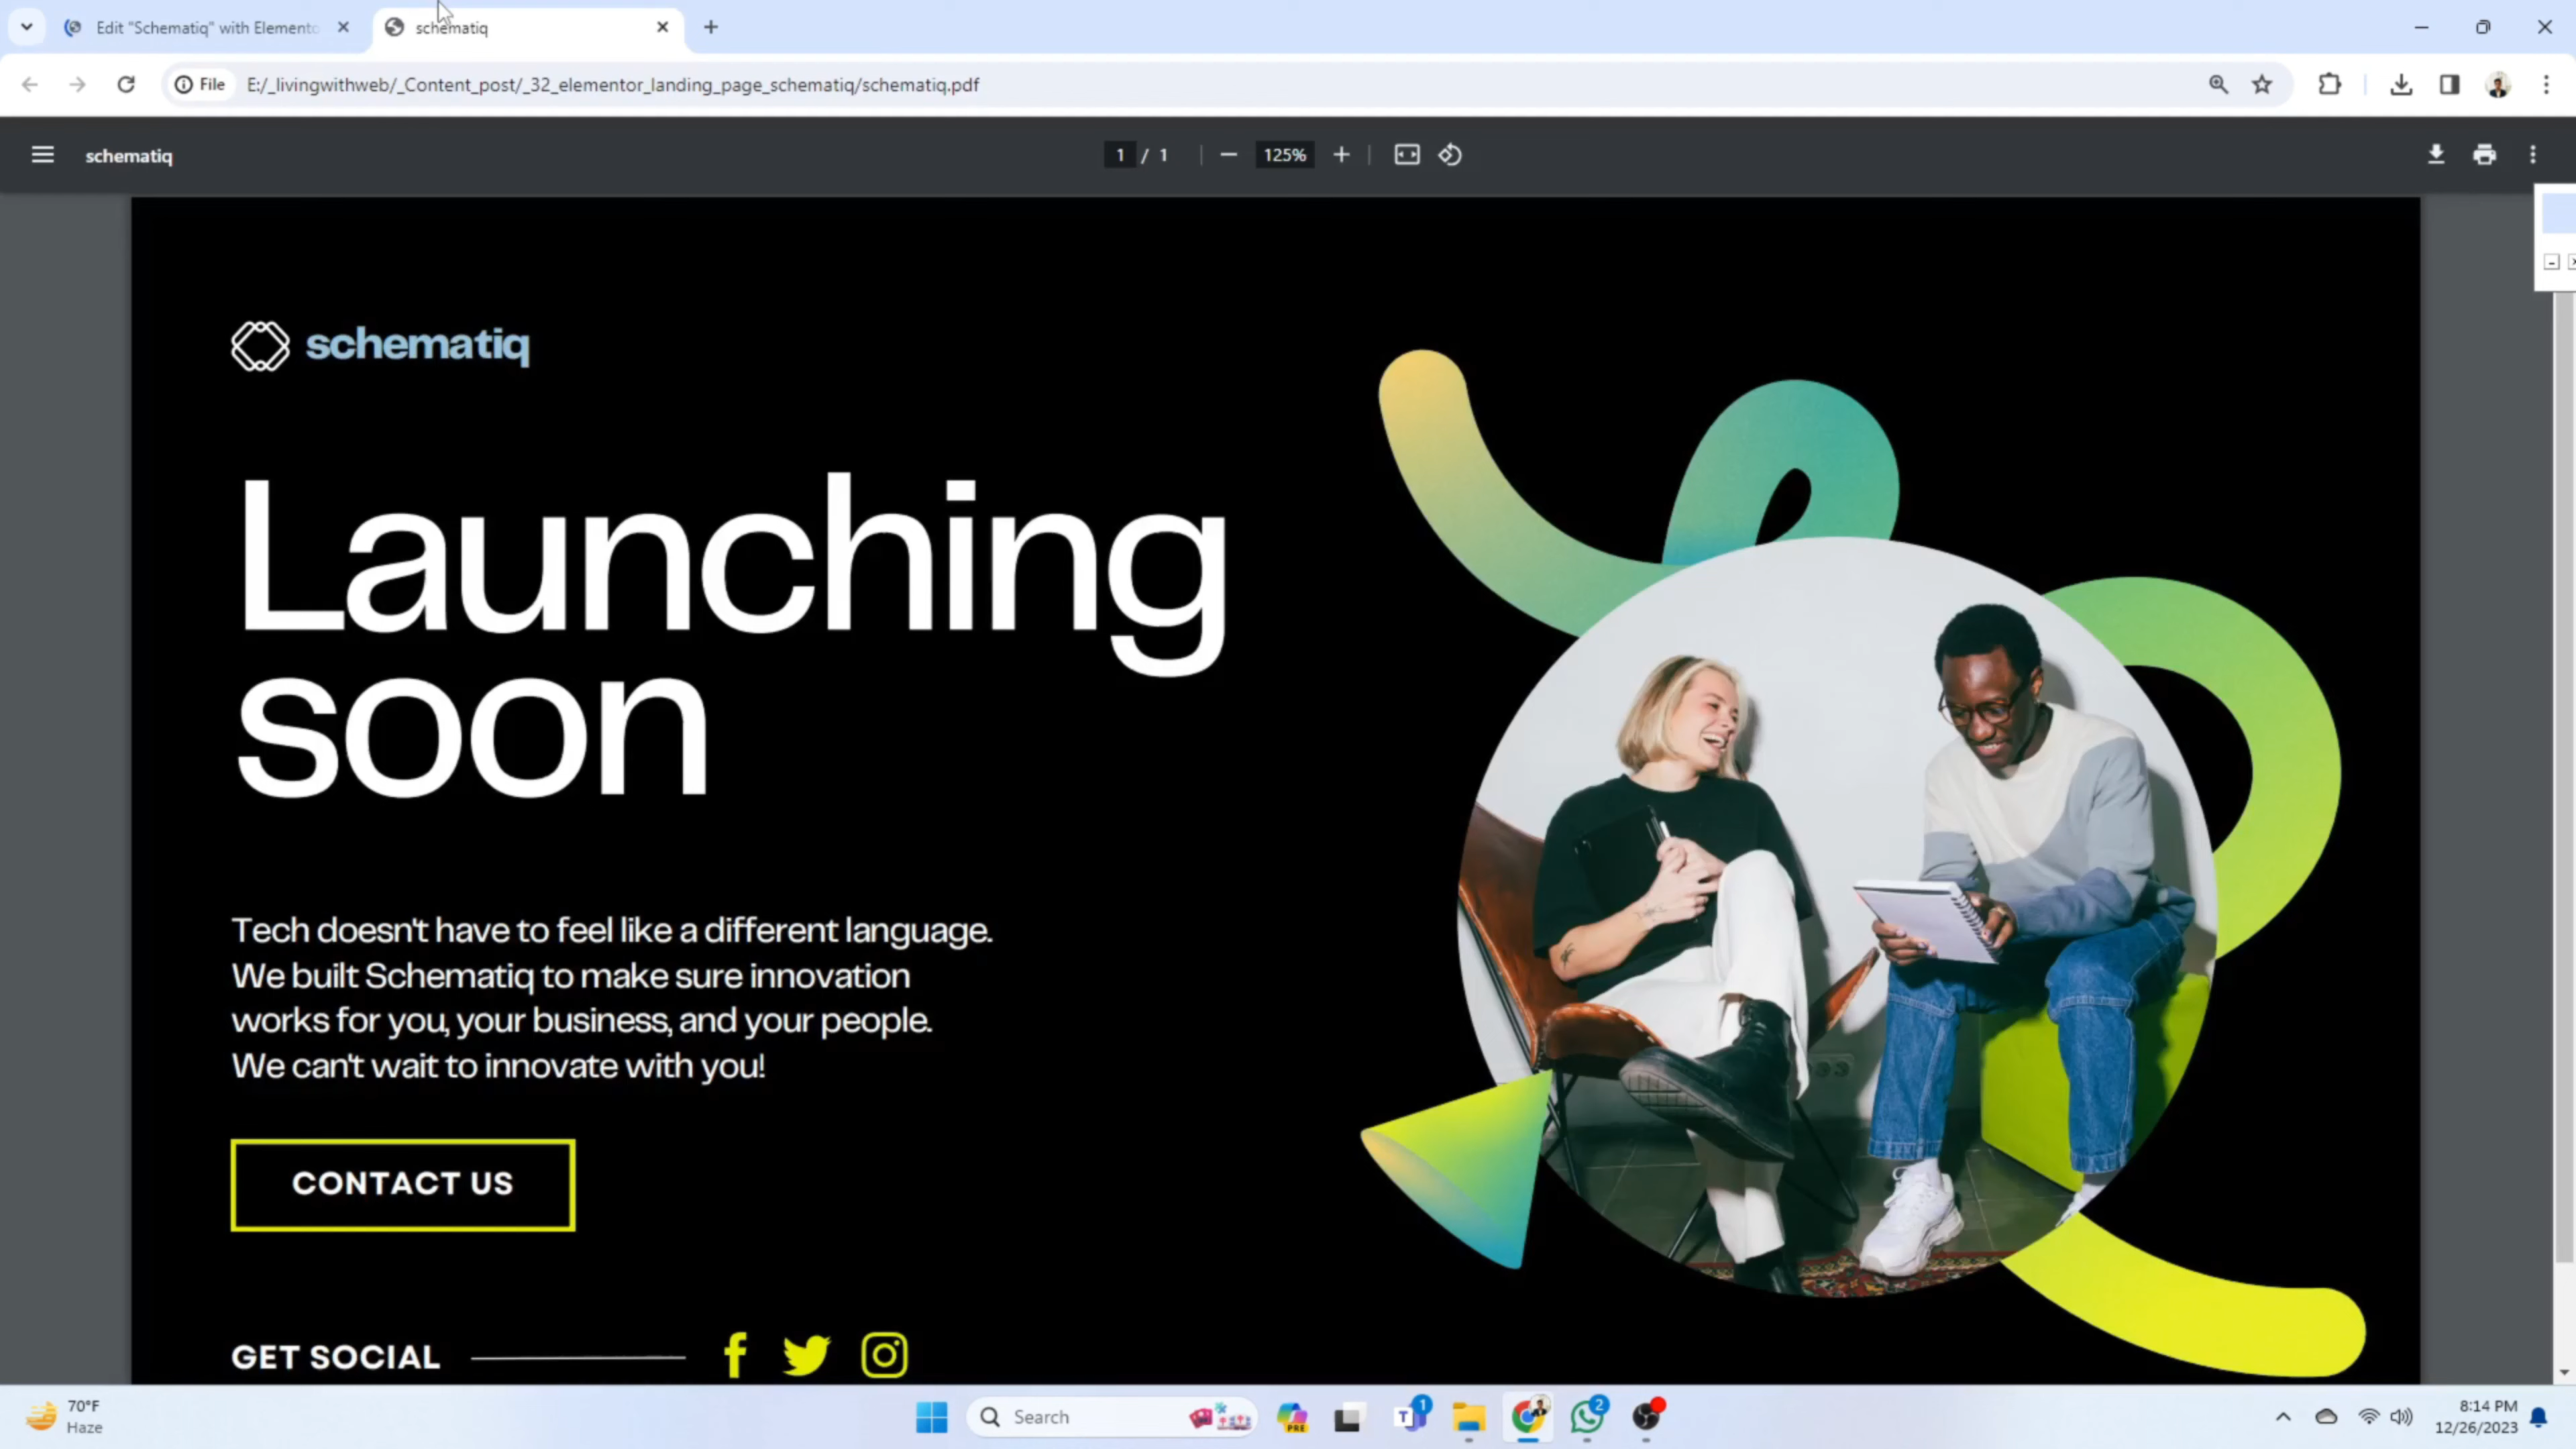 Edit "Schematiq" with Elemento
schematiq
File
E:/_livingwithweb/_Content_post/_32_elementor_landing_page_schematiq/schematiq.pdf
schematiq
1 / 1
125%
schematiq
Launching
soon
Tech doesn't have to feel like a different language.
We built Schematiq to make sure innovation
works for you, your business, and your people.
We can't wait to innovate with you!
CONTACT US
GET SOCIAL
70°F
Haze
Search
PRE
T
1
2
8:14 PM
12/26/2023